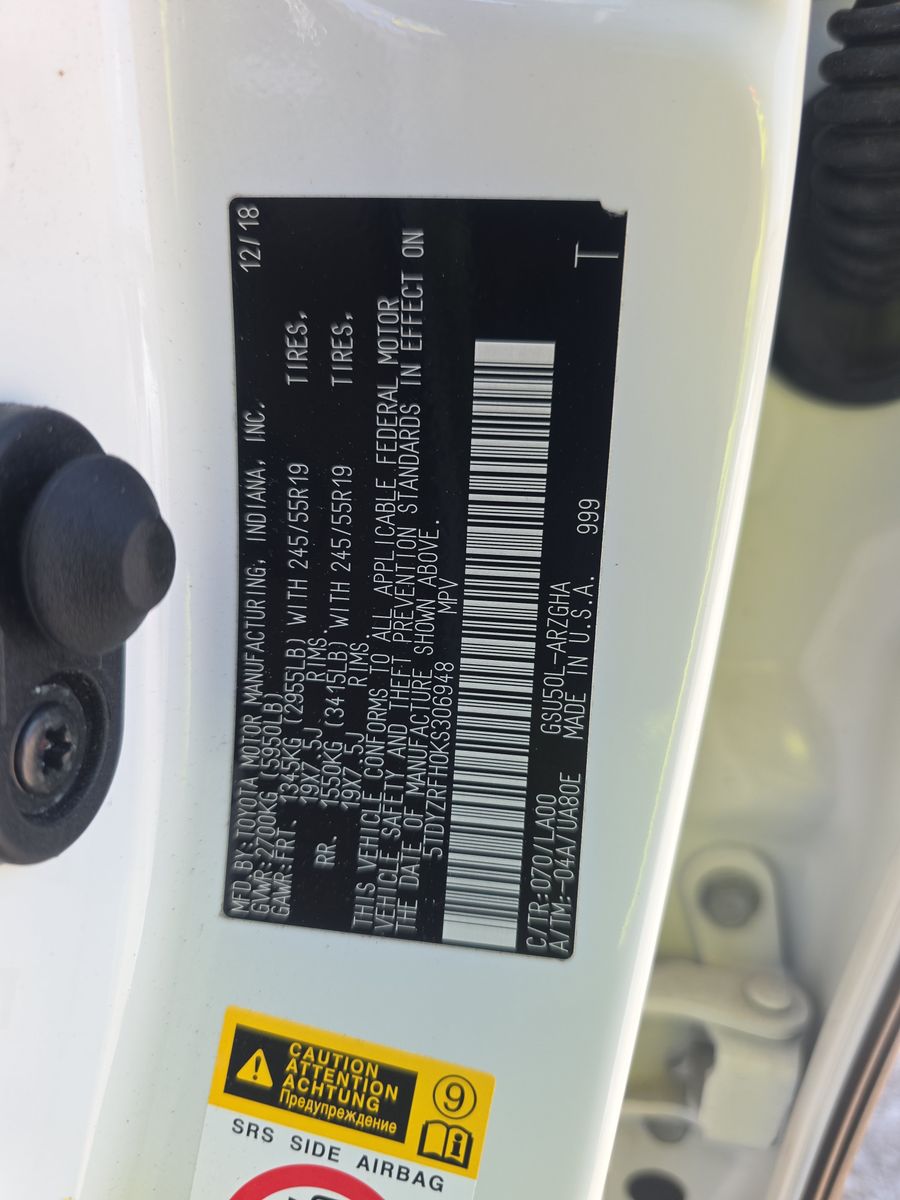 MFD BY:TOYOTA MOTOR MANUFACTURING, INDIANA, INC. 12/18
GWR:2700KG (5950LB)
GAWR:FRT. 1345KG (2955LB) WITH 245/55R19 TIRES,
19X7.5J RIMS.
RR. 1550KG (3415LB) WITH 245/55R19 TIRES,
19X7.5J RIMS.
THIS VEHICLE CONFORMS TO ALL APPLICABLE FEDERAL MOTOR
VEHICLE SAFETY AND THEFT PREVENTION STANDARDS IN EFFECT ON
THE DATE OF MANUFACTURE SHOWN ABOVE.
5TDYZRFH0KS306948 MPV
C/TR:070/LA00 GSU50L-ARZGHA
A/TM:-04A/UA80E MADE IN U.S.A. 999
T
CAUTION
ATTENTION
ACHTUNG
Предупреждение
9
i
SRS SIDE AIRBAG